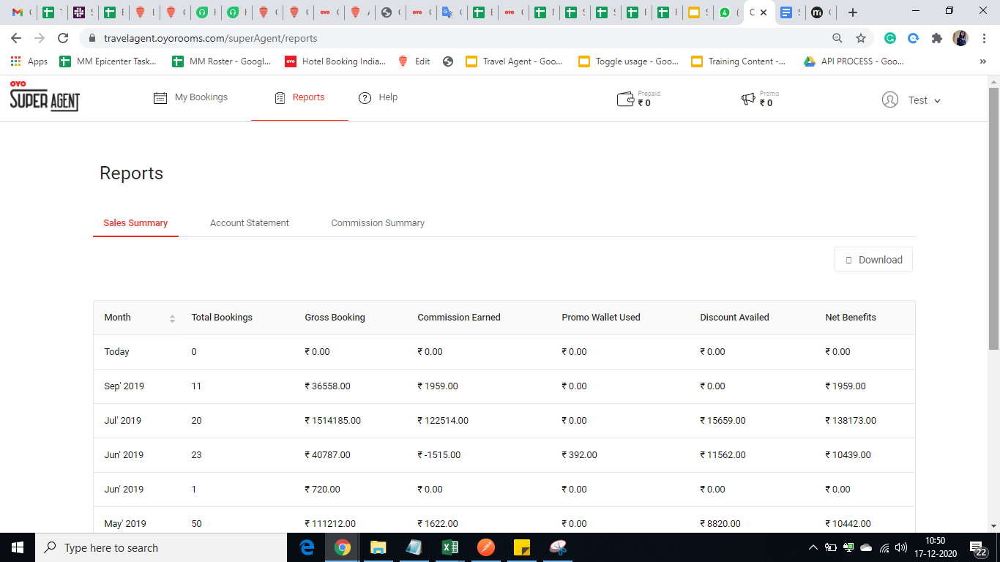 travelagent.oyorooms.com/superAgent/reports
Apps MM Epicenter Task... MM Roster - Googl... OYO Hotel Booking India... Edit Travel Agent - Goo... Toggle usage - Goo... Training Content -... API PROCESS - Goo... »
OYO
SUPER AGENT
My Bookings Reports Help
Prepaid
₹ 0
Promo
₹ 0
Test
Reports
Sales Summary Account Statement Commission Summary
Download
Month Total Bookings Gross Booking Commission Earned Promo Wallet Used Discount Availed Net Benefits
Today 0 ₹ 0.00 ₹ 0.00 ₹ 0.00 ₹ 0.00 ₹ 0.00
Sep' 2019 11 ₹ 36558.00 ₹ 1959.00 ₹ 0.00 ₹ 0.00 ₹ 1959.00
Jul' 2019 20 ₹ 1514185.00 ₹ 122514.00 ₹ 0.00 ₹ 15659.00 ₹ 138173.00
Jun' 2019 23 ₹ 40787.00 ₹ -1515.00 ₹ 392.00 ₹ 11562.00 ₹ 10439.00
Jun' 2019 1 ₹ 720.00 ₹ 0.00 ₹ 0.00 ₹ 0.00 ₹ 0.00
May' 2019 50 ₹ 111212.00 ₹ 1622.00 ₹ 0.00 ₹ 8820.00 ₹ 10442.00
Type here to search
10:50
17-12-2020
22